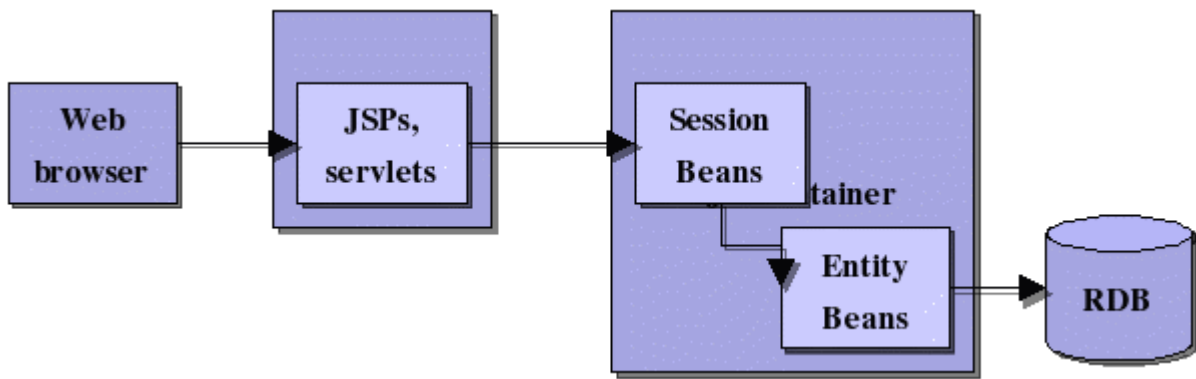 Web
browser
JSPs,
servlets
Session
Beans
tainer
Entity
Beans
RDB